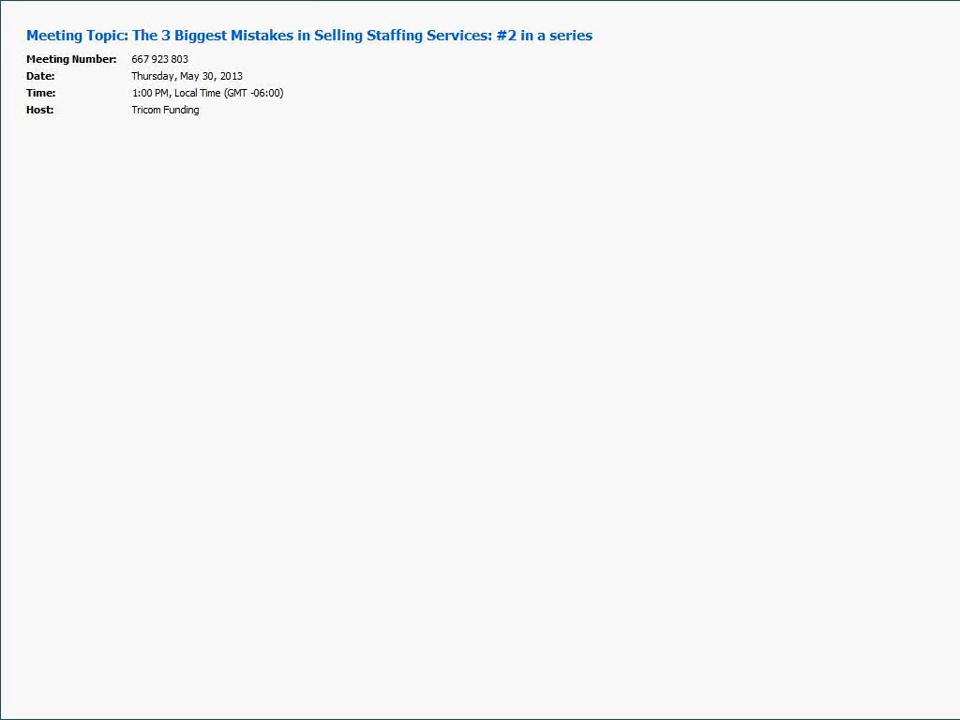 Meeting Topic: The 3 Biggest Mistakes in Selling Staffing Services: #2 in a series
Meeting Number: 667 923 803
Date: Thursday, May 30, 2013
Time: 1:00 PM, Local Time (GMT -06:00)
Host: Tricom Funding